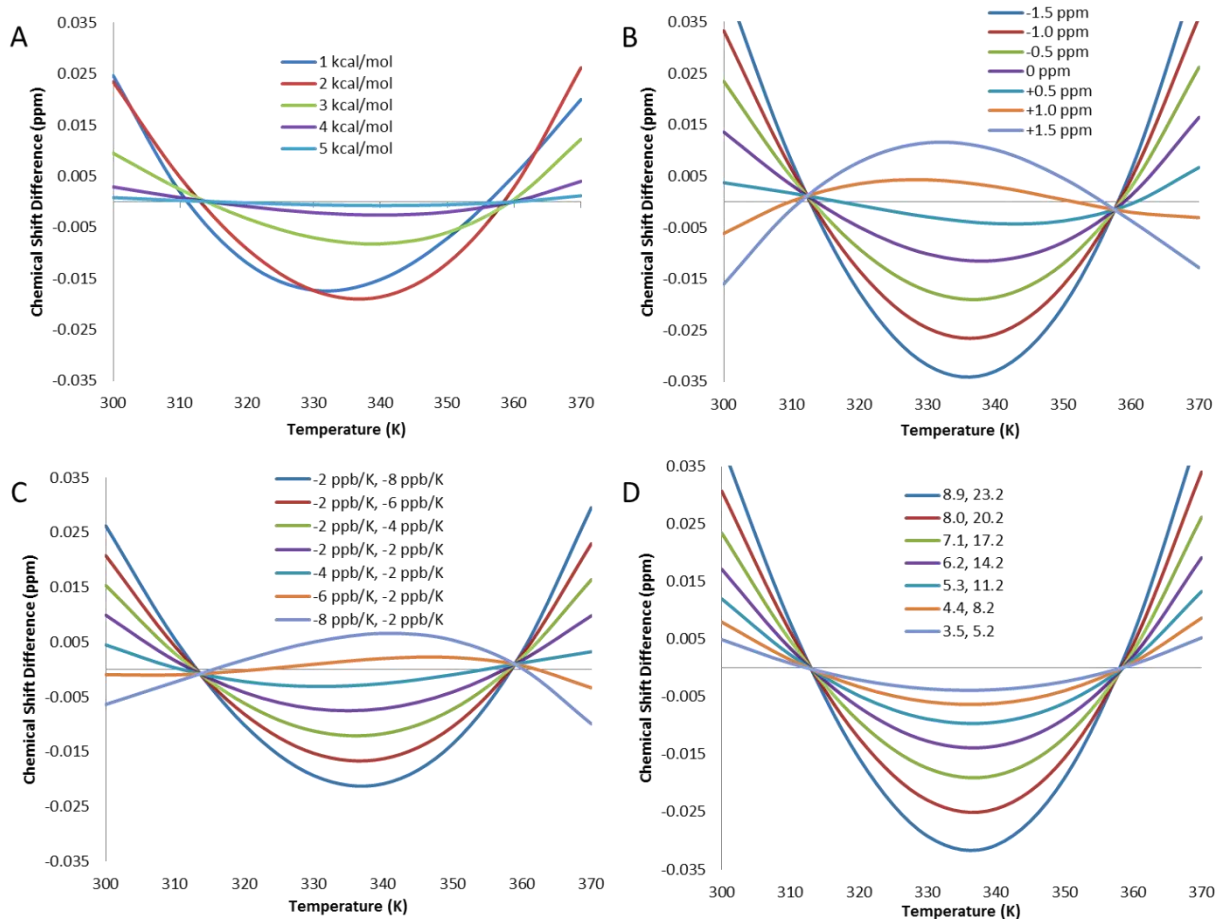 A
Chemical Shift Difference (ppm)
0.035
0.025
0.015
0.005
-0.005
-0.015
-0.025
-0.035
1 kcal/mol
2 kcal/mol
3 kcal/mol
4 kcal/mol
5 kcal/mol
300 310 320 330 340 350 360 370
Temperature (K)
B
Chemical Shift Difference (ppm)
0.035
0.025
0.015
0.005
-0.005
-0.015
-0.025
-0.035
-1.5 ppm
-1.0 ppm
-0.5 ppm
0 ppm
+0.5 ppm
+1.0 ppm
+1.5 ppm
300 310 320 330 340 350 360 370
Temperature (K)
C
Chemical Shift Difference (ppm)
0.035
0.025
0.015
0.005
-0.005
-0.015
-0.025
-0.035
-2 ppb/K, -8 ppb/K
-2 ppb/K, -6 ppb/K
-2 ppb/K, -4 ppb/K
-2 ppb/K, -2 ppb/K
-4 ppb/K, -2 ppb/K
-6 ppb/K, -2 ppb/K
-8 ppb/K, -2 ppb/K
300 310 320 330 340 350 360 370
Temperature (K)
D
Chemical Shift Difference (ppm)
0.035
0.025
0.015
0.005
-0.005
-0.015
-0.025
-0.035
8.9, 23.2
8.0, 20.2
7.1, 17.2
6.2, 14.2
5.3, 11.2
4.4, 8.2
3.5, 5.2
300 310 320 330 340 350 360 370
Temperature (K)